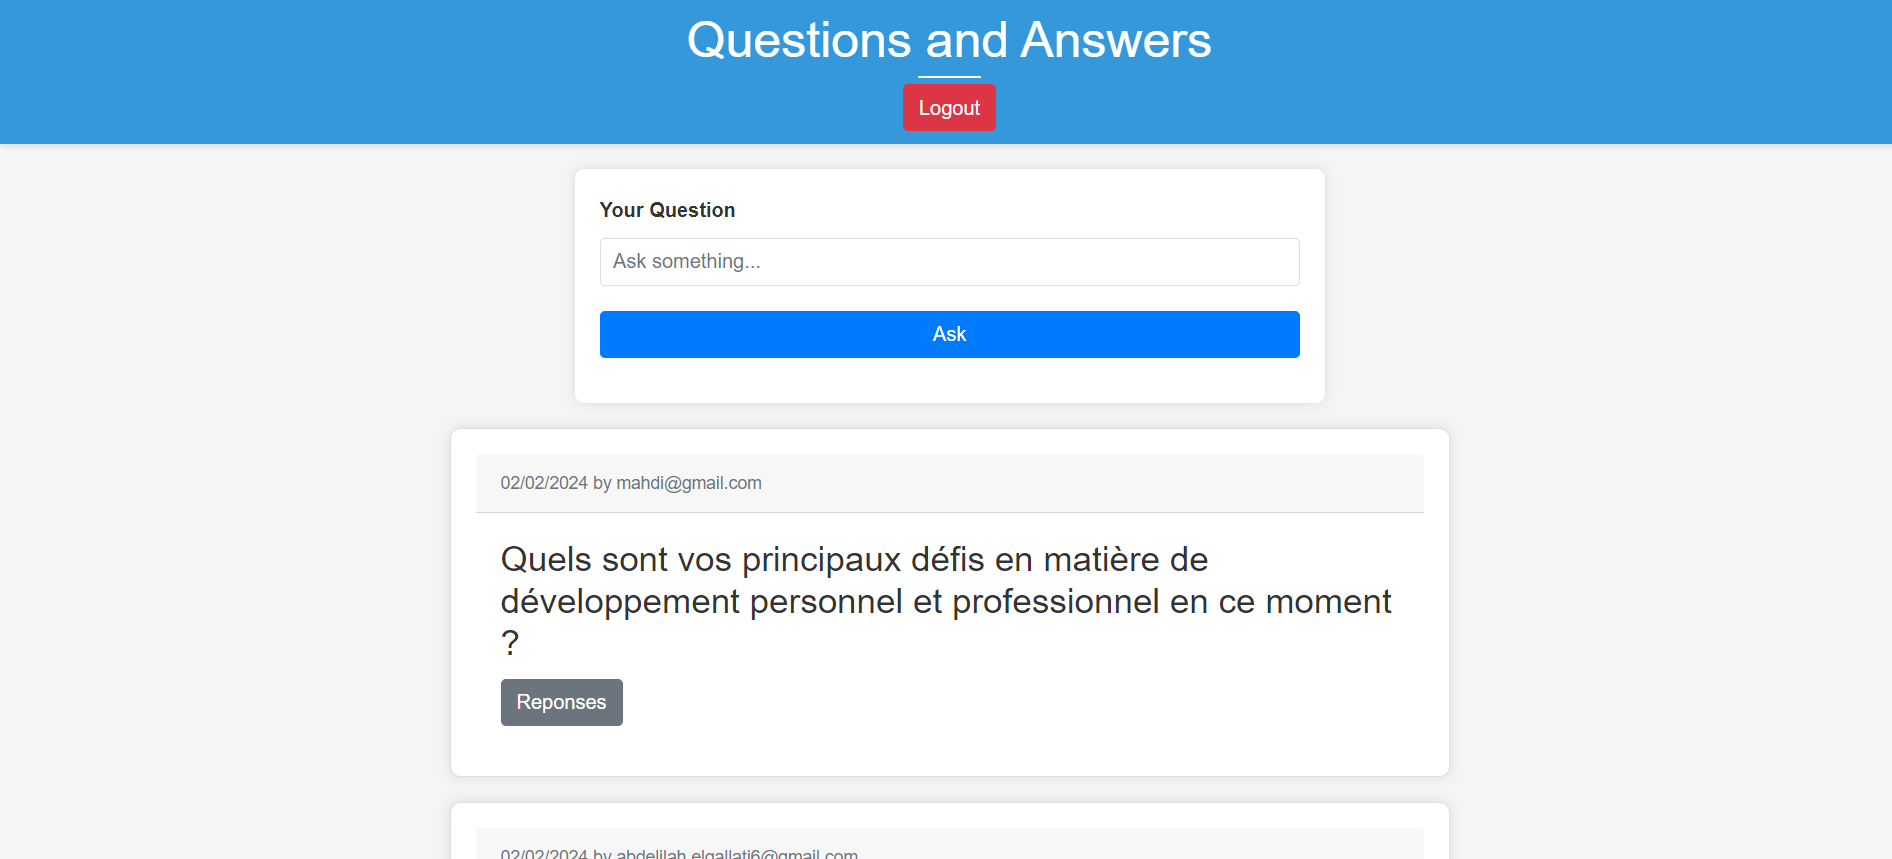 Questions and Answers
Logout
Your Question
Ask something...
Ask
02/02/2024 by mahdi@gmail.com
Quels sont vos principaux défis en matière de
développement personnel et professionnel en ce moment
?
Reponses
02/02/2024 by abdelilah.elgallati6@gmail.com